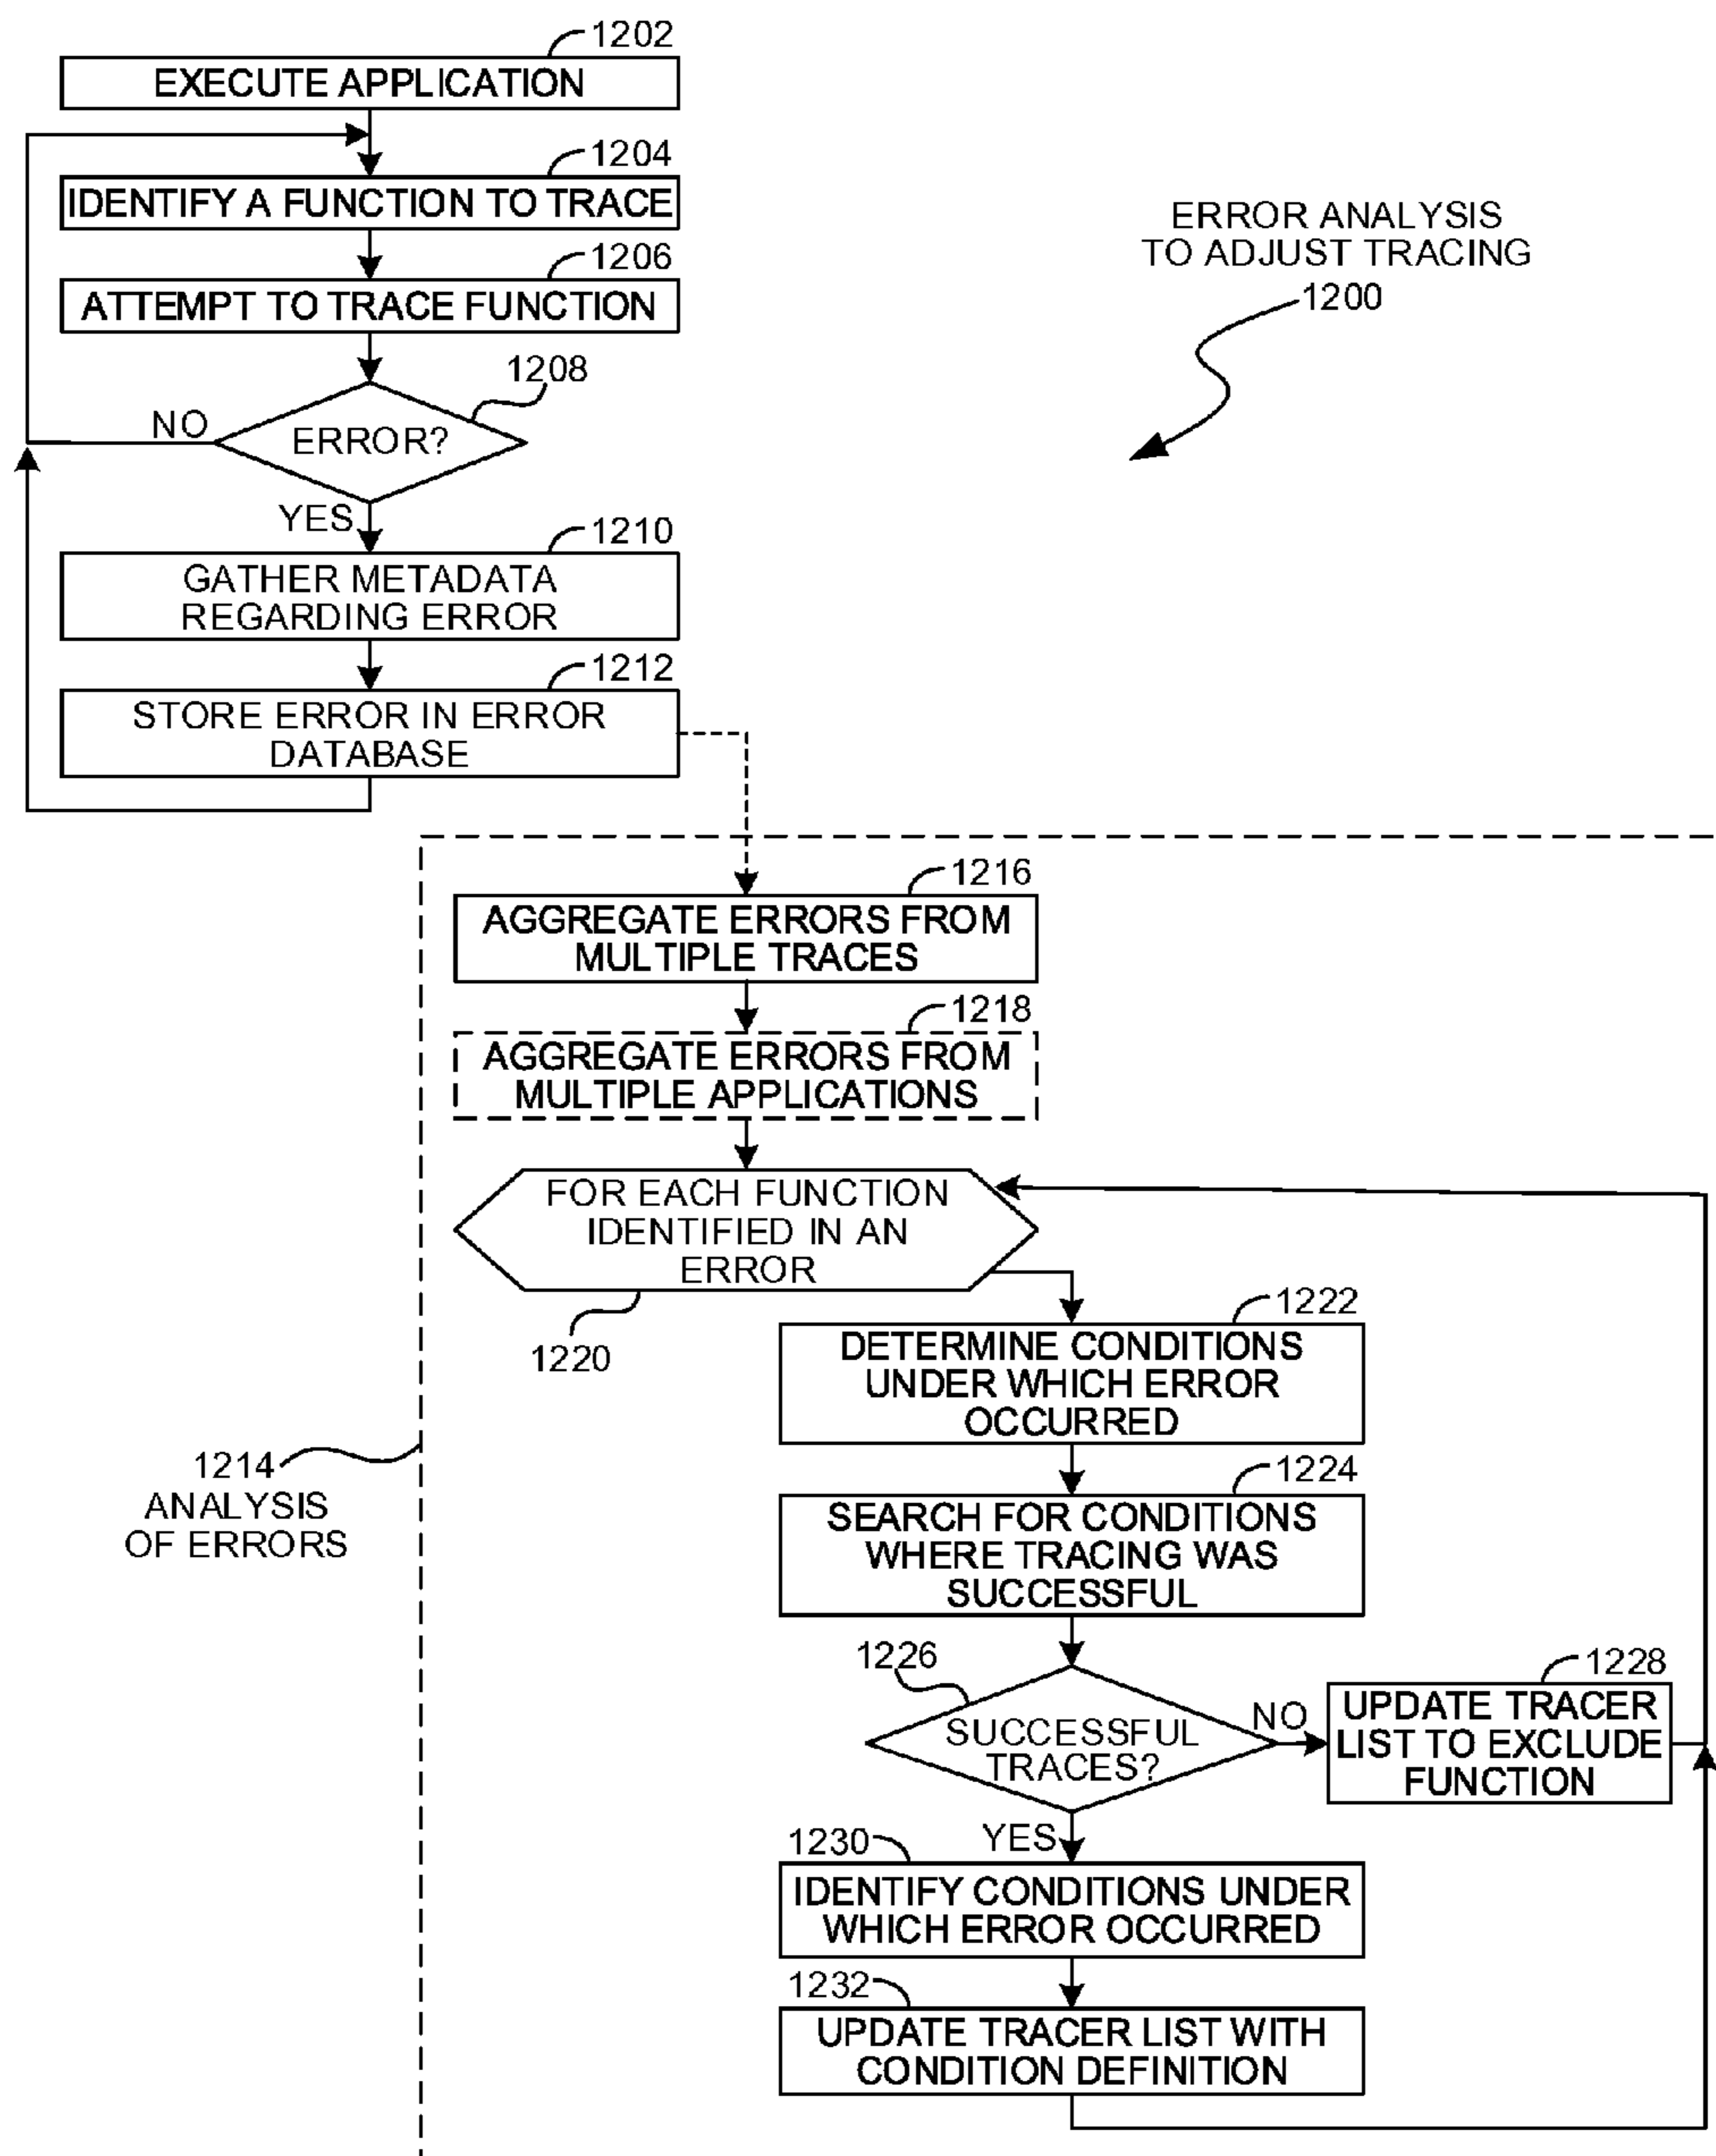 1202
EXECUTE APPLICATION
1204
IDENTIFY A FUNCTION TO TRACE
1206
ATTEMPT TO TRACE FUNCTION
1208
ERROR?
NO
YES
1210
GATHER METADATA
REGARDING ERROR
1212
STORE ERROR IN ERROR
DATABASE
ERROR ANALYSIS
TO ADJUST TRACING
1200
1214
ANALYSIS
OF ERRORS
1216
AGGREGATE ERRORS FROM
MULTIPLE TRACES
1218
AGGREGATE ERRORS FROM
MULTIPLE APPLICATIONS
FOR EACH FUNCTION
IDENTIFIED IN AN
ERROR
1220
1222
DETERMINE CONDITIONS
UNDER WHICH ERROR
OCCURRED
1224
SEARCH FOR CONDITIONS
WHERE TRACING WAS
SUCCESSFUL
1226
SUCCESSFUL
TRACES?
NO
1228
UPDATE TRACER
LIST TO EXCLUDE
FUNCTION
YES
1230
IDENTIFY CONDITIONS UNDER
WHICH ERROR OCCURRED
1232
UPDATE TRACER LIST WITH
CONDITION DEFINITION